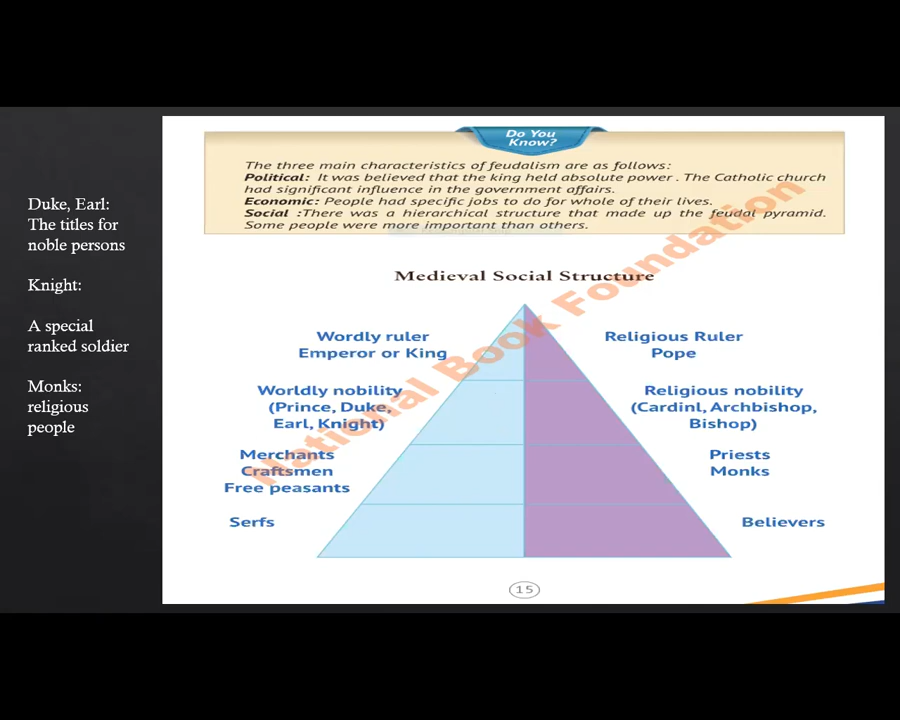 Duke, Earl:
The titles for
noble persons
Knight:
A special
ranked soldier
Monks:
religious
people
Do You
Know?
The three main characteristics of feudalism are as follows:
Political: It was believed that the king held absolute power . The Catholic church
had significant influence in the government affairs.
Economic: People had specific jobs to do for whole of their lives.
Social :There was a hierarchical structure that made up the feudal pyramid.
Some people were more important than others.
Medieval Social Structure
Wordly ruler
Emperor or King
Religious Ruler
Pope
Worldly nobility
(Prince, Duke,
Earl, Knight)
Religious nobility
(Cardinl, Archbishop,
Bishop)
Merchants
Craftsmen
Free peasants
Priests
Monks
Serfs
Believers
National Book Foundation
15